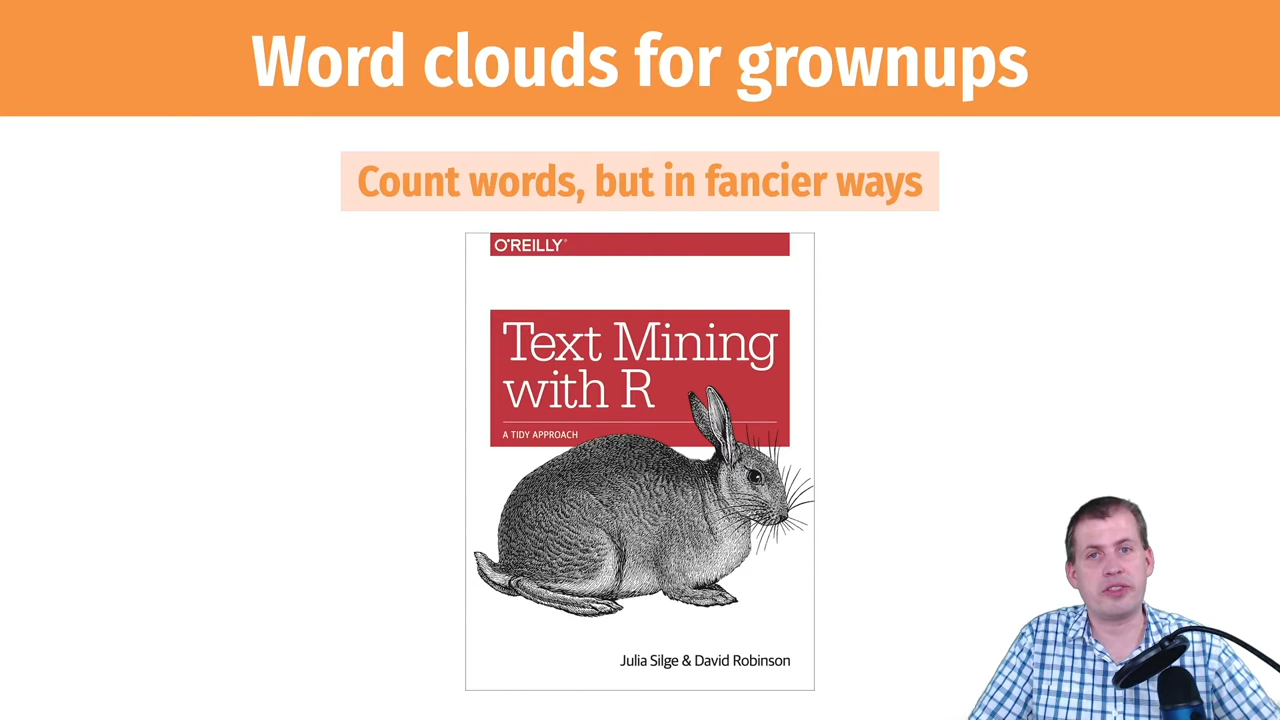 Word clouds for grownups
Count words, but in fancier ways
O'REILLY®
Text Mining
with R
A TIDY APPROACH
Julia Silge & David Robinson